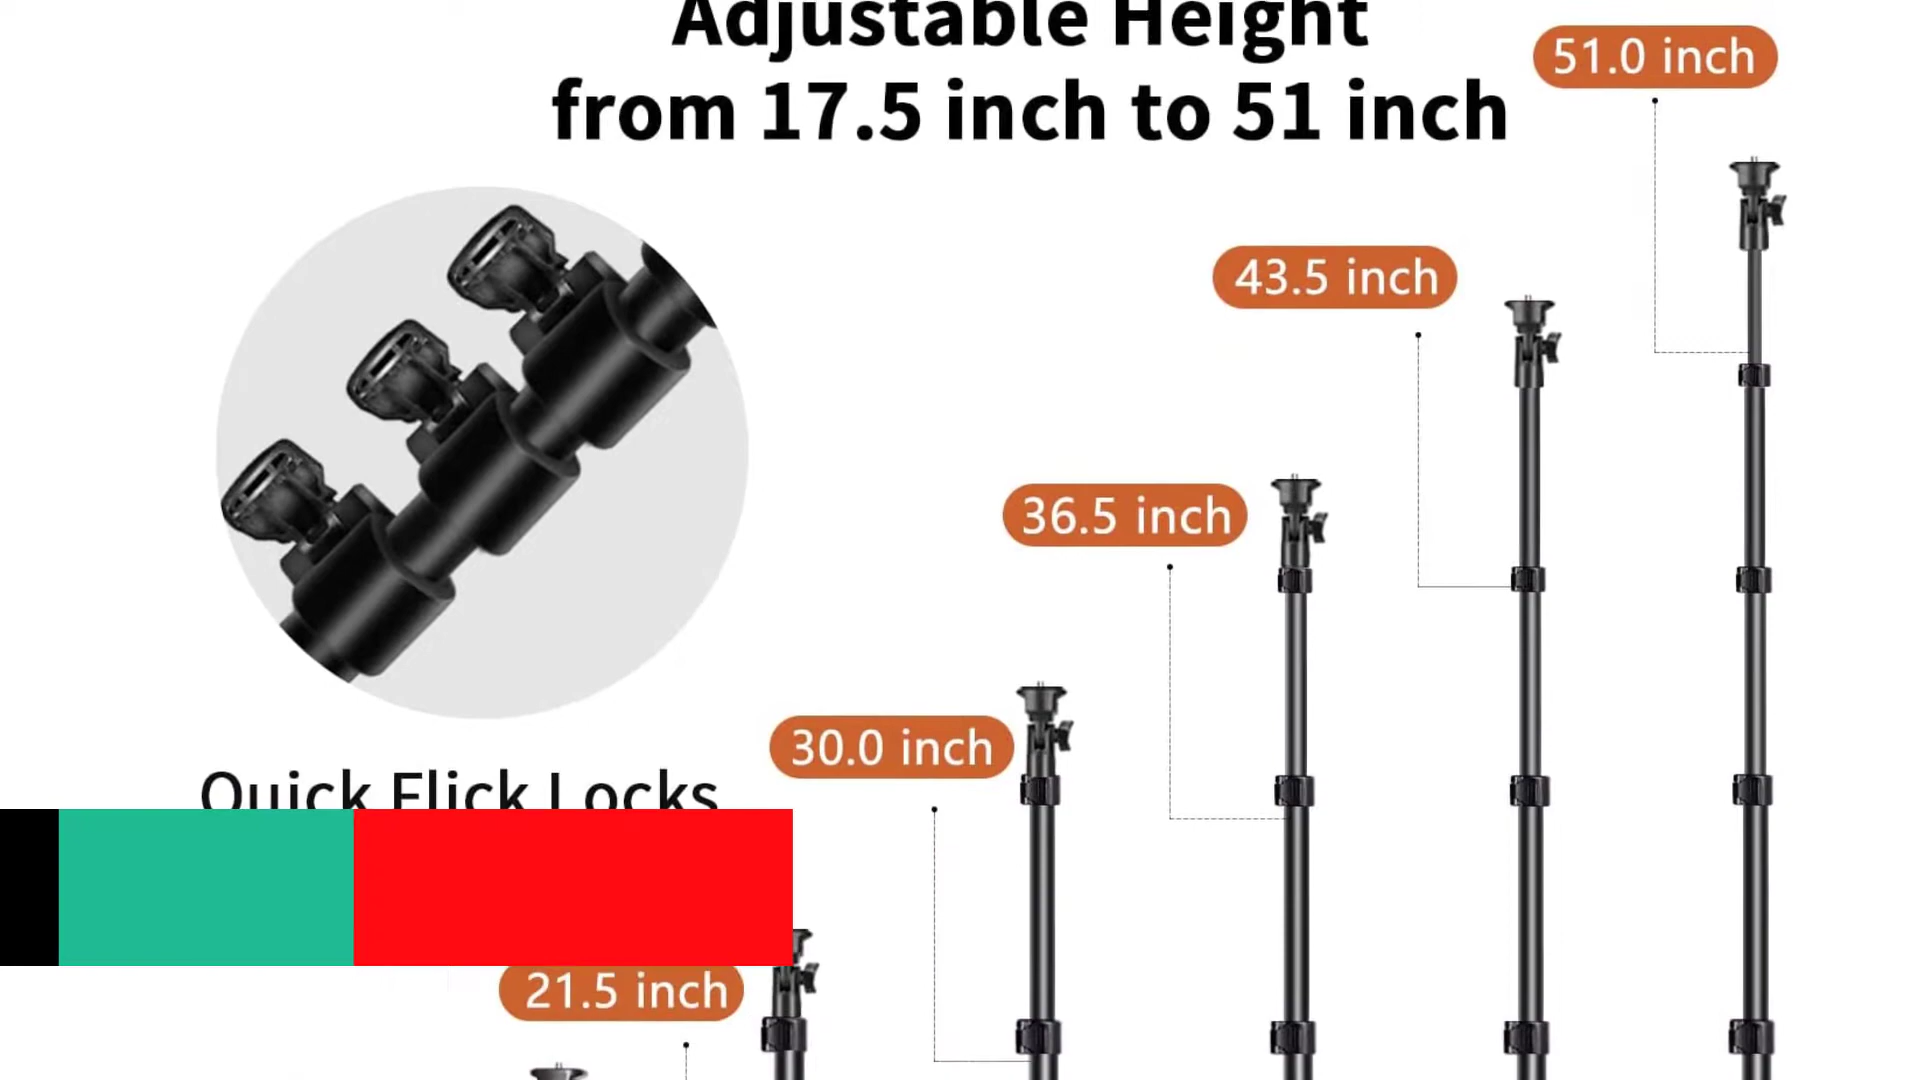 Adjustable Height
from 17.5 inch to 51 inch
51.0 inch
43.5 inch
36.5 inch
30.0 inch
Quick Flick Locks
21.5 inch